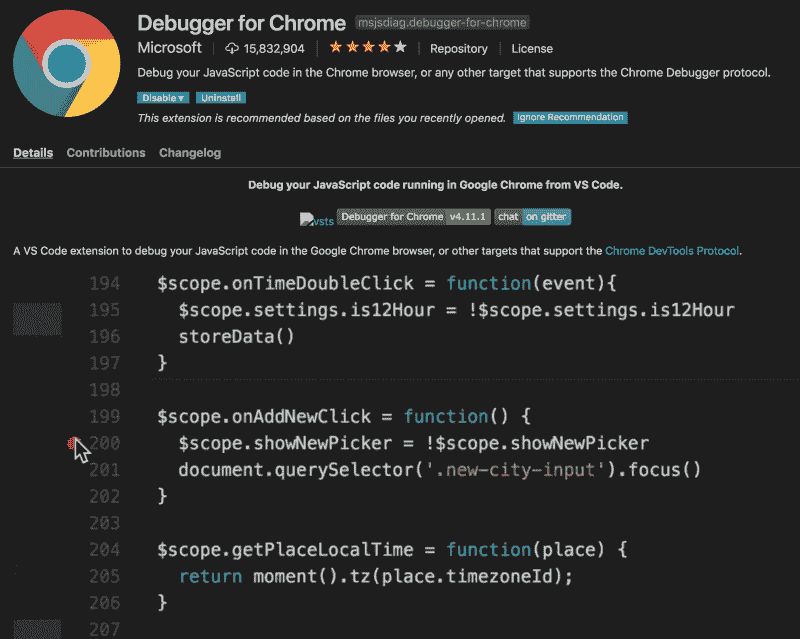 Debugger for Chrome msjsdiag.debugger-for-chrome
Microsoft 15,832,904 Repository License
Debug your JavaScript code in the Chrome browser, or any other target that supports the Chrome Debugger protocol.
Disable Uninstall
This extension is recommended based on the files you recently opened. Ignore Recommendation
Details Contributions Changelog
Debug your JavaScript code running in Google Chrome from VS Code.
vsts Debugger for Chrome v4.11.1 chat on gitter
A VS Code extension to debug your JavaScript code in the Google Chrome browser, or other targets that support the Chrome DevTools Protocol.
194 $scope.onTimeDoubleClick = function(event){
195 $scope.settings.is12Hour = !$scope.settings.is12Hour
196 storeData()
197 }
198
199 $scope.onAddNewClick = function() {
200 $scope.showNewPicker = !$scope.showNewPicker
201 document.querySelector('.new-city-input').focus()
202 }
203
204 $scope.getPlaceLocalTime = function(place) {
205 return moment().tz(place.timezoneId);
206 }
207